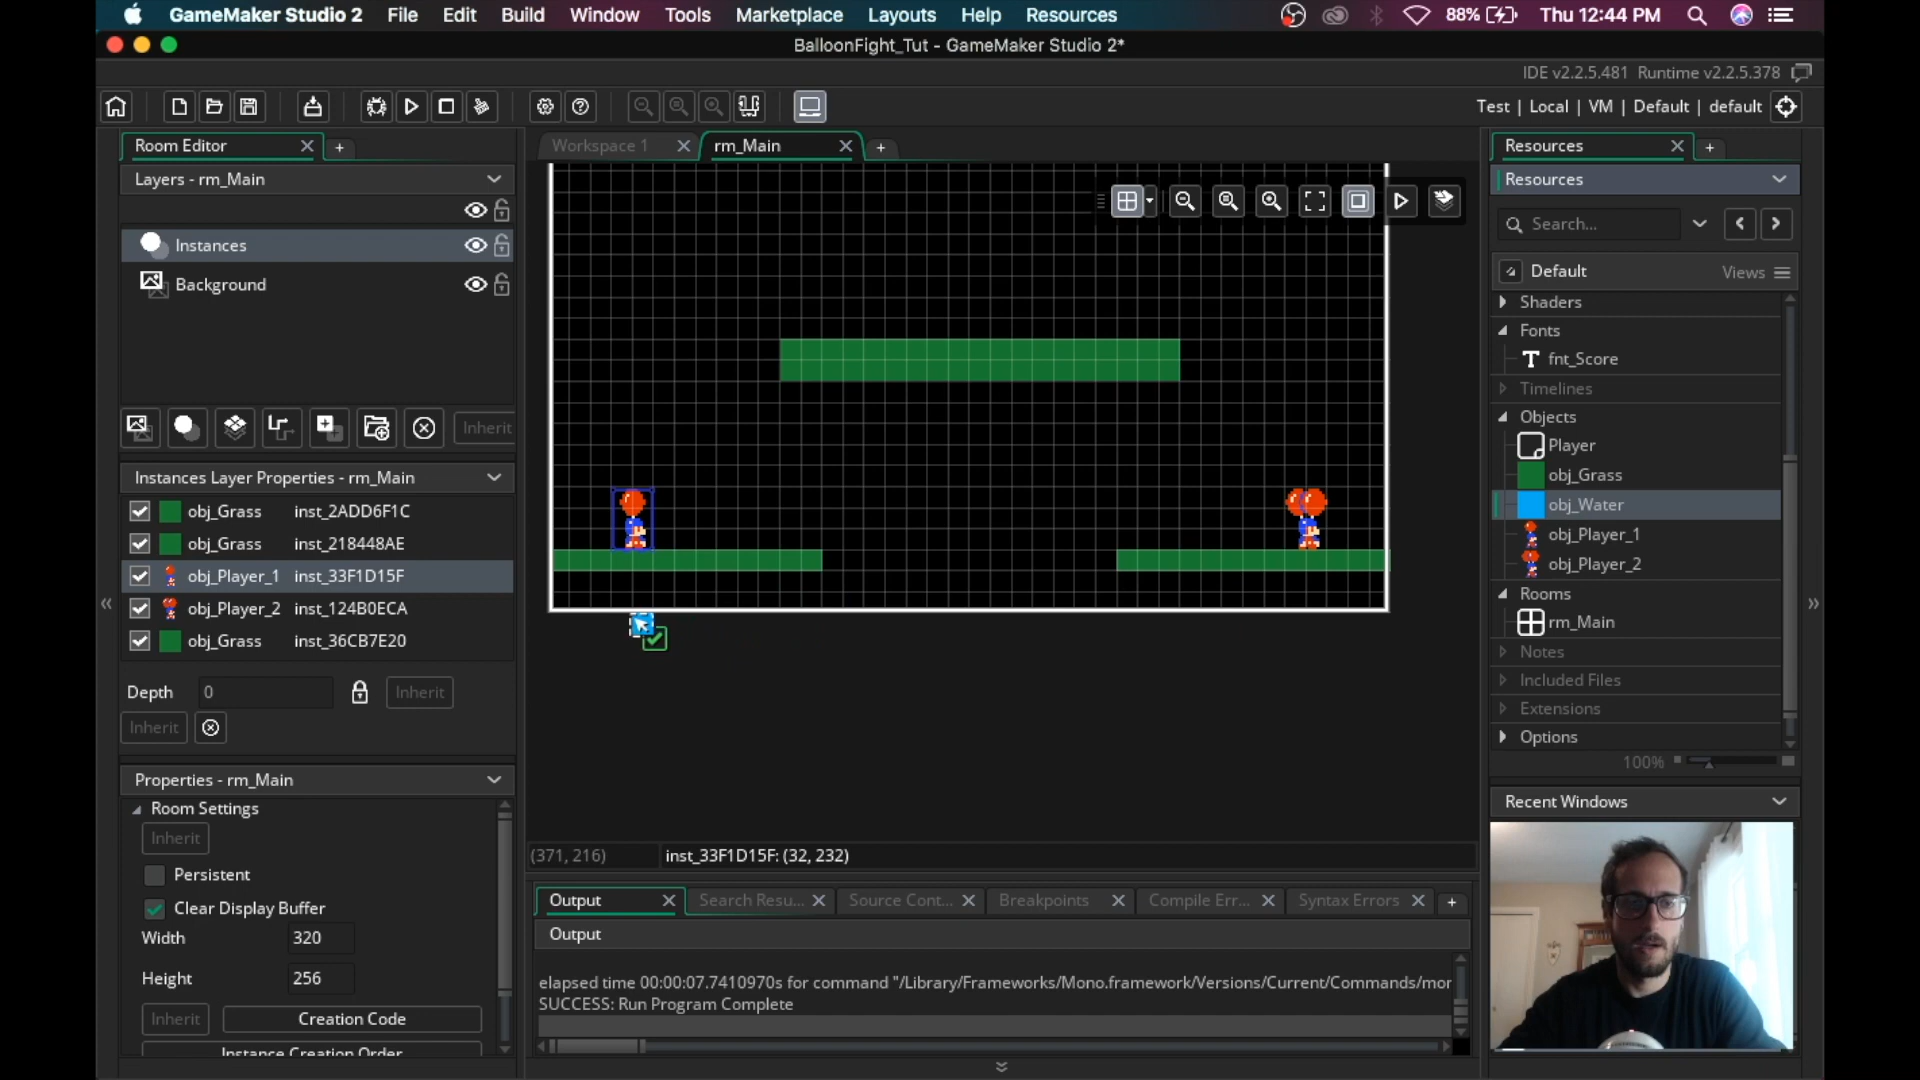 GameMaker Studio 2 File Edit Build Window Tools Marketplace Layouts Help Resources 88% Thu 12:44 PM
BalloonFight_Tut - GameMaker Studio 2*
IDE v2.2.5.481 Runtime v2.2.5.378
Test | Local | VM | Default | default
Room Editor
Layers - rm_Main
Instances
Background
Inherit
Instances Layer Properties - rm_Main
obj_Grass inst_2ADD6F1C
obj_Grass inst_218448AE
obj_Player_1 inst_33F1D15F
obj_Player_2 inst_124B0ECA
obj_Grass inst_36CB7E20
Depth 0 Inherit
Inherit
Properties - rm_Main
Room Settings
Inherit
Persistent
Clear Display Buffer
Width 320
Height 256
Inherit Creation Code
Instance Creation Order
Workspace 1 rm_Main
(371, 216) inst_33F1D15F: (32, 232)
Output Search Resu... Source Cont... Breakpoints Compile Err... Syntax Errors
Output
elapsed time 00:00:07.7410970s for command "/Library/Frameworks/Mono.framework/Versions/Current/Commands/mor
SUCCESS: Run Program Complete
Resources
Resources
Search...
Default Views
Shaders
Fonts
fnt_Score
Timelines
Objects
Player
obj_Grass
obj_Water
obj_Player_1
obj_Player_2
Rooms
rm_Main
Notes
Included Files
Extensions
Options
100%
Recent Windows